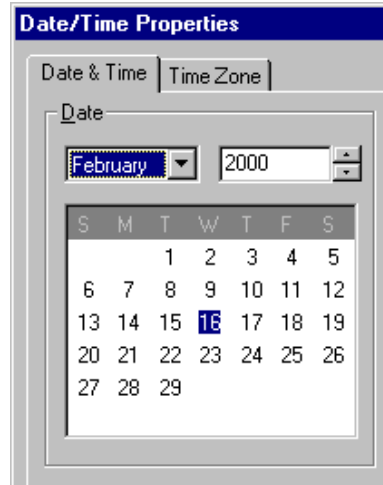 Date/Time Properties
Date & Time Time Zone
Date
February 2000
S M T W T F S
1 2 3 4 5
6 7 8 9 10 11 12
13 14 15 16 17 18 19
20 21 22 23 24 25 26
27 28 29